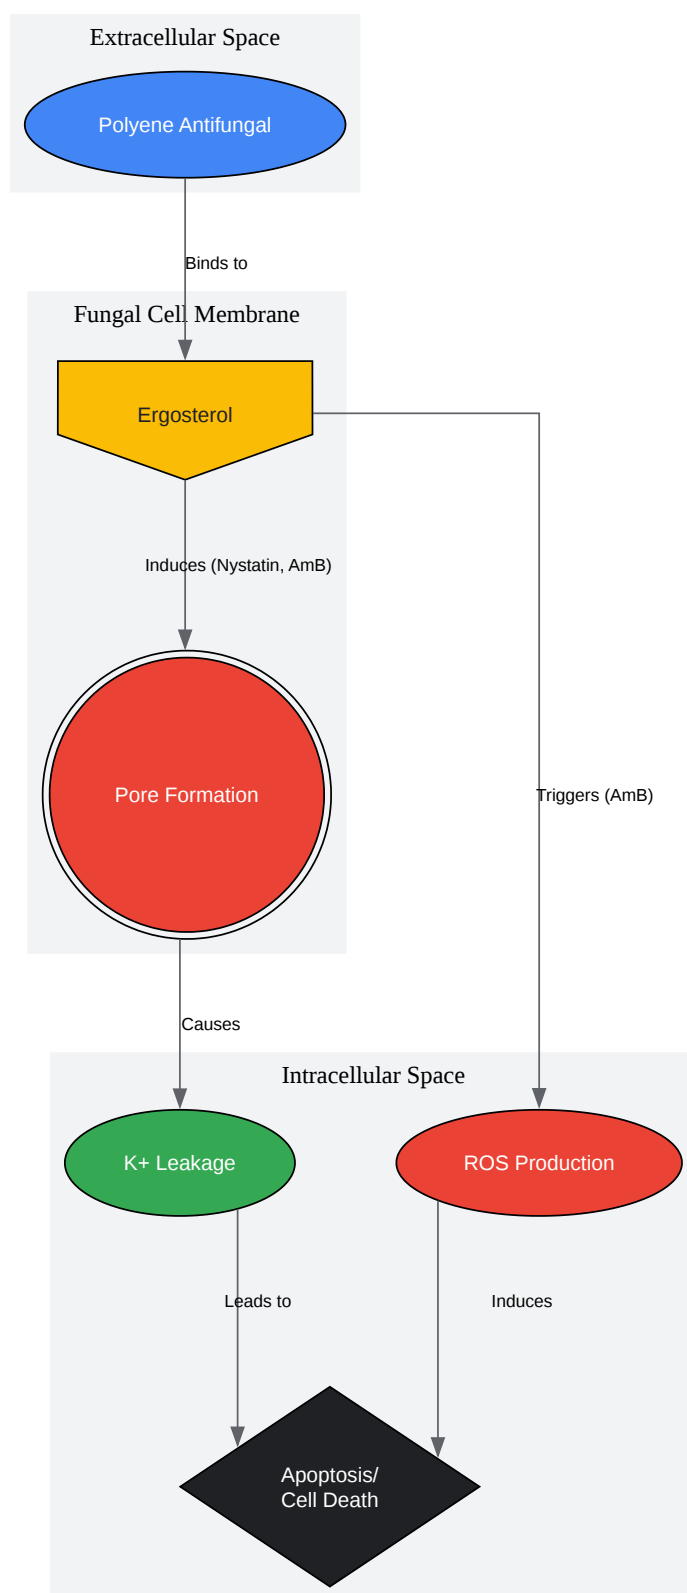 Extracellular Space
Polyene Antifungal
Binds to
Fungal Cell Membrane
Ergosterol
Induces (Nystatin, AmB)
Pore Formation
Triggers (AmB)
Causes
Intracellular Space
K+ Leakage
ROS Production
Leads to
Induces
Apoptosis/
Cell Death